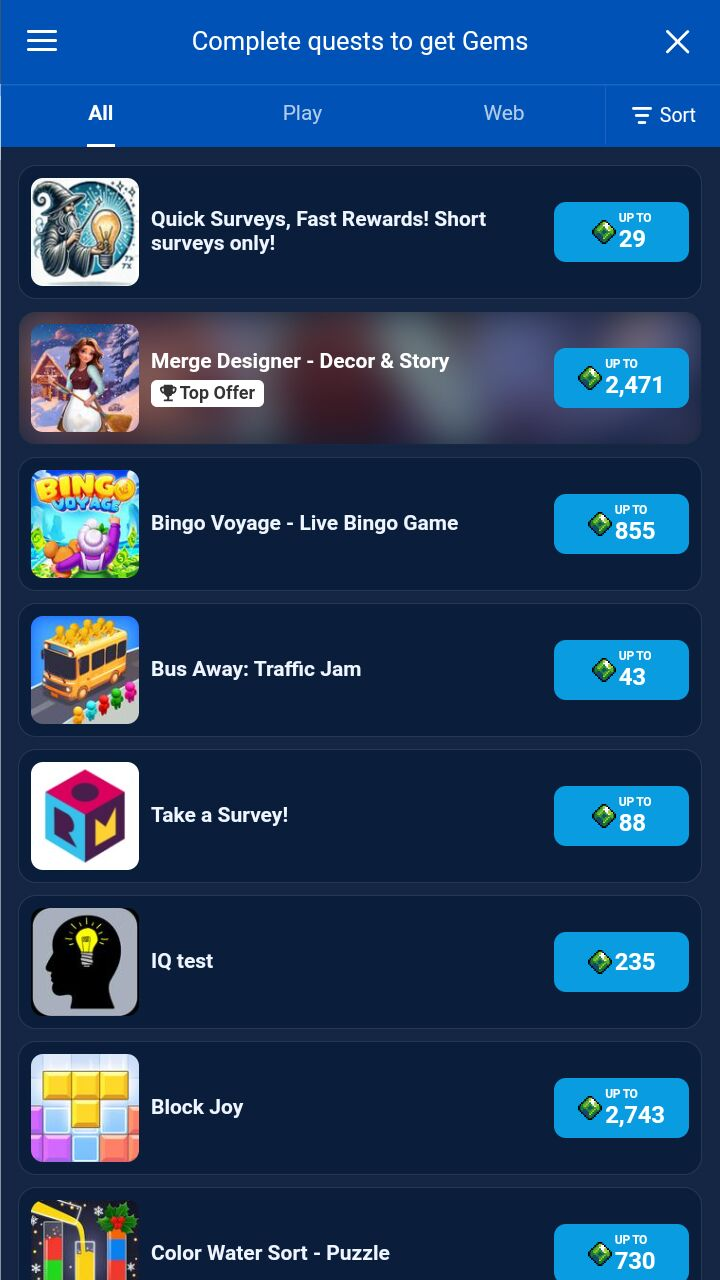 Complete quests to get Gems
All
Play
Web
Sort
Quick Surveys, Fast Rewards! Short
surveys only!
UP TO
29
Merge Designer - Decor & Story
Top Offer
UP TO
2,471
BINGO
VOYAGE
Bingo Voyage - Live Bingo Game
UP TO
855
Bus Away: Traffic Jam
UP TO
43
R M
Take a Survey!
UP TO
88
IQ test
235
Block Joy
UP TO
2,743
Color Water Sort - Puzzle
UP TO
730